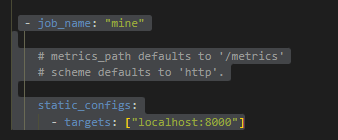 - job_name: "mine"
# metrics_path defaults to '/metrics'
# scheme defaults to 'http'.
static_configs:
- targets: ["localhost:8000"]